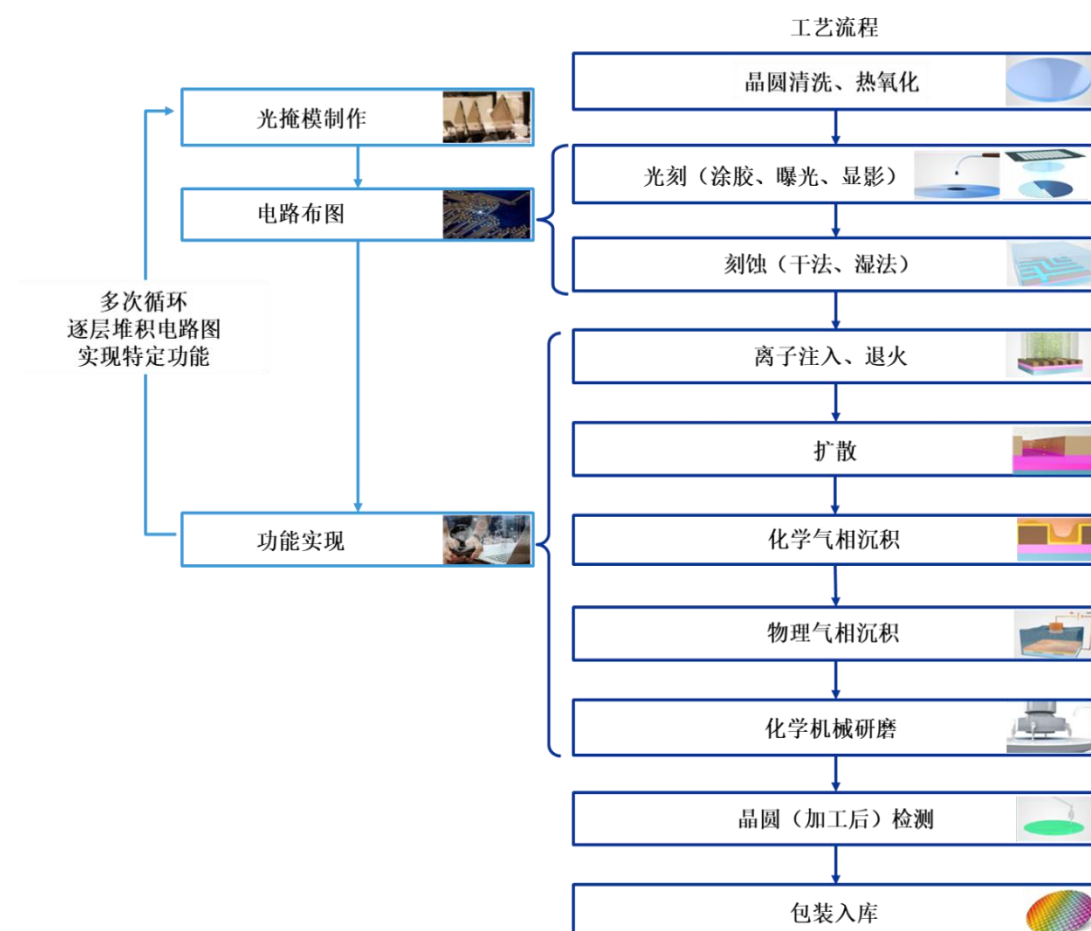 工艺流程
晶圆清洗、热氧化
光掩模制作
光刻（涂胶、曝光、显影）
电路布图
刻蚀（干法、湿法）
多次循环
逐层堆积电路图
实现特定功能
离子注入、退火
扩散
功能实现
化学气相沉积
物理气相沉积
化学机械研磨
晶圆（加工后）检测
包装入库